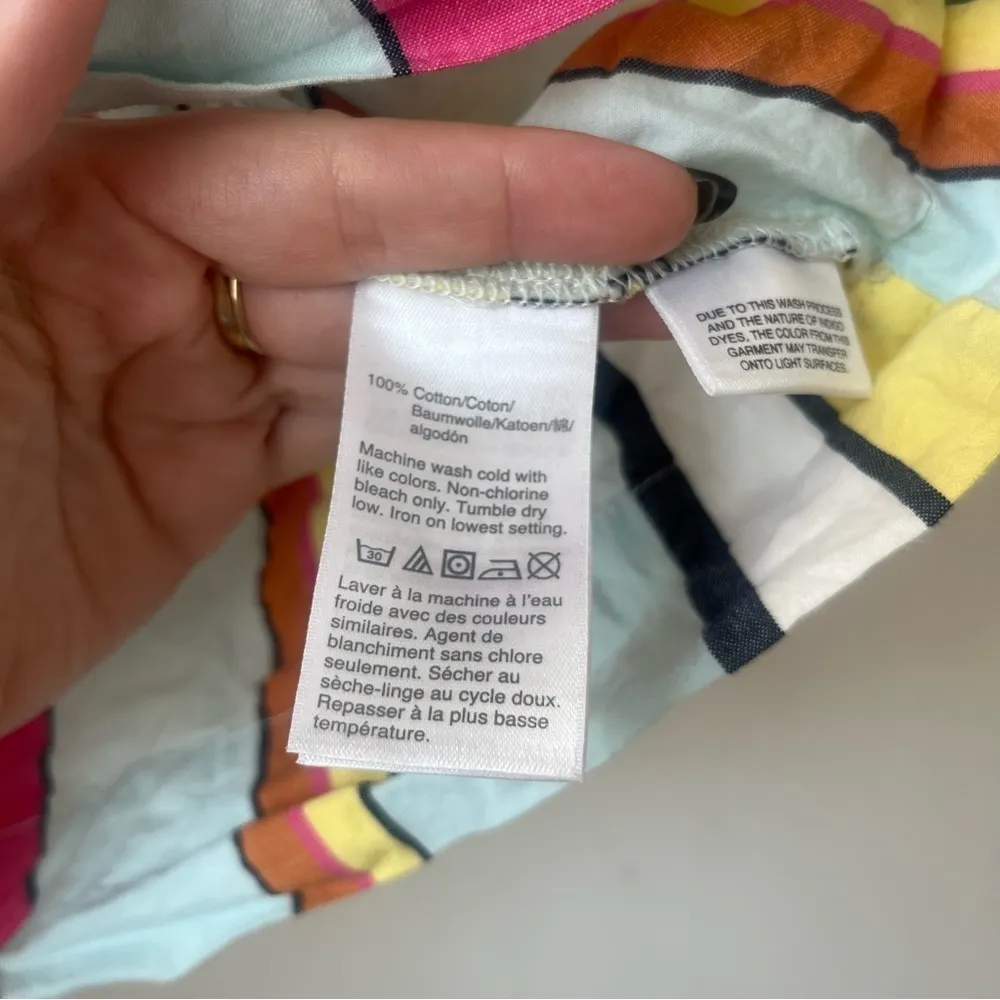 100% Cotton/Coton/
Baumwolle/Katoen/綿/
algodón
Machine wash cold with
like colors. Non-chlorine
bleach only. Tumble dry
low. Iron on lowest setting.
30
Laver à la machine à l'eau
froide avec des couleurs
similaires. Agent de
blanchiment sans chlore
seulement. Sécher au
sèche-linge au cycle doux.
Repasser à la plus basse
température.
DUE TO THIS WASH PROCESS
AND THE NATURE OF INDIGO
DYES, THE COLOR FROM THIS
GARMENT MAY TRANSFER
ONTO LIGHT SURFACES.